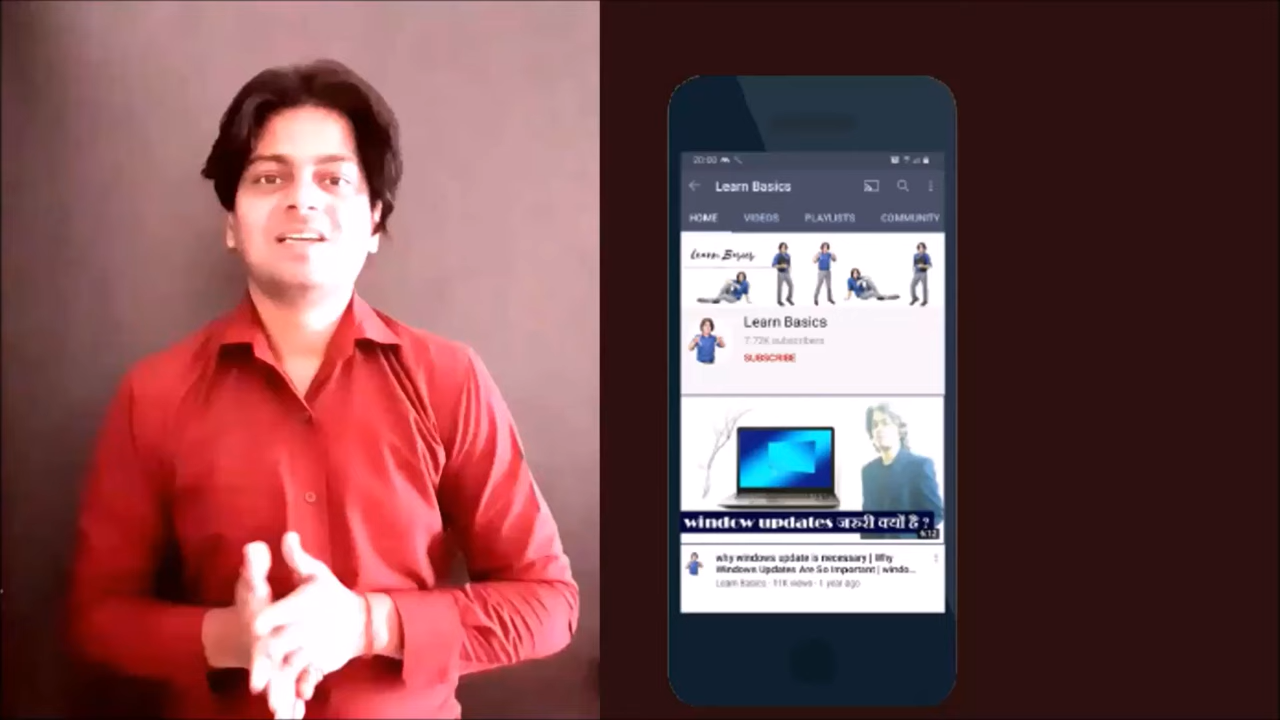 20:00
Learn Basics
HOME VIDEOS PLAYLISTS COMMUNITY
Learn Basics
Learn Basics
7.72K subscribers
SUBSCRIBE
window updates जरुरी क्यों है ?
6:12
why windows update is necessary | Why
Windows Updates Are So Important | windo...
Learn Basics · 11K views · 1 year ago